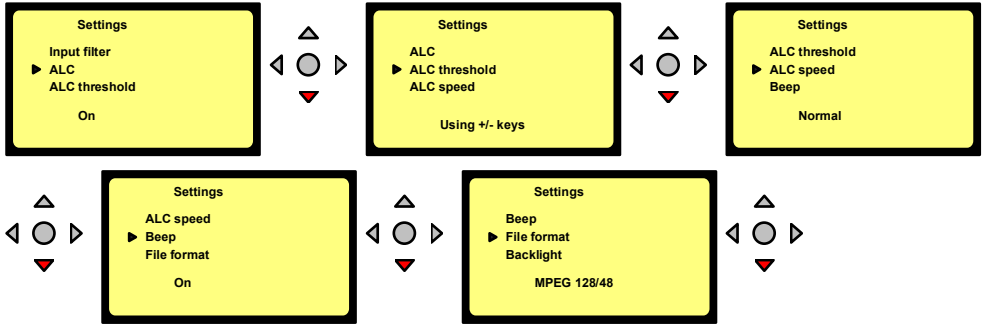 Settings
Input filter
ALC
ALC threshold
On
Settings
ALC
ALC threshold
ALC speed
Using +/- keys
Settings
ALC threshold
ALC speed
Beep
Normal
Settings
ALC speed
Beep
File format
On
Settings
Beep
File format
Backlight
MPEG 128/48